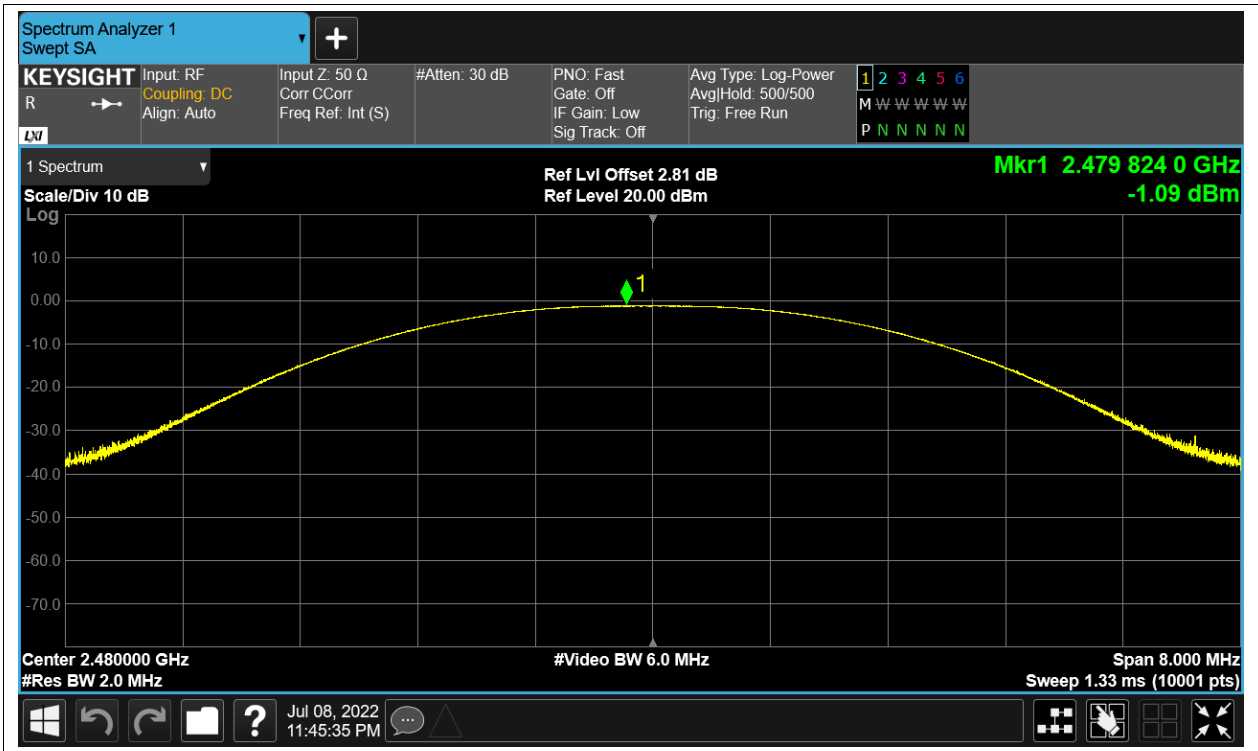 Spectrum Analyzer 1
Swept SA
KEYSIGHT
R
LXI
Input: RF
Coupling: DC
Align: Auto
Input Z: 50 Ω
Corr CCorr
Freq Ref: Int (S)
#Atten: 30 dB
PNO: Fast
Gate: Off
IF Gain: Low
Sig Track: Off
Avg Type: Log-Power
Avg|Hold: 500/500
Trig: Free Run
1 2 3 4 5 6
M W W W W W
P N N N N N
1 Spectrum
Scale/Div 10 dB
Log
Ref Lvl Offset 2.81 dB
Ref Level 20.00 dBm
Mkr1 2.479 824 0 GHz
-1.09 dBm
10.0
1
0.00
-10.0
-20.0
-30.0
-40.0
-50.0
-60.0
-70.0
Center 2.480000 GHz
#Res BW 2.0 MHz
#Video BW 6.0 MHz
Span 8.000 MHz
Sweep 1.33 ms (10001 pts)
?
Jul 08, 2022
11:45:35 PM